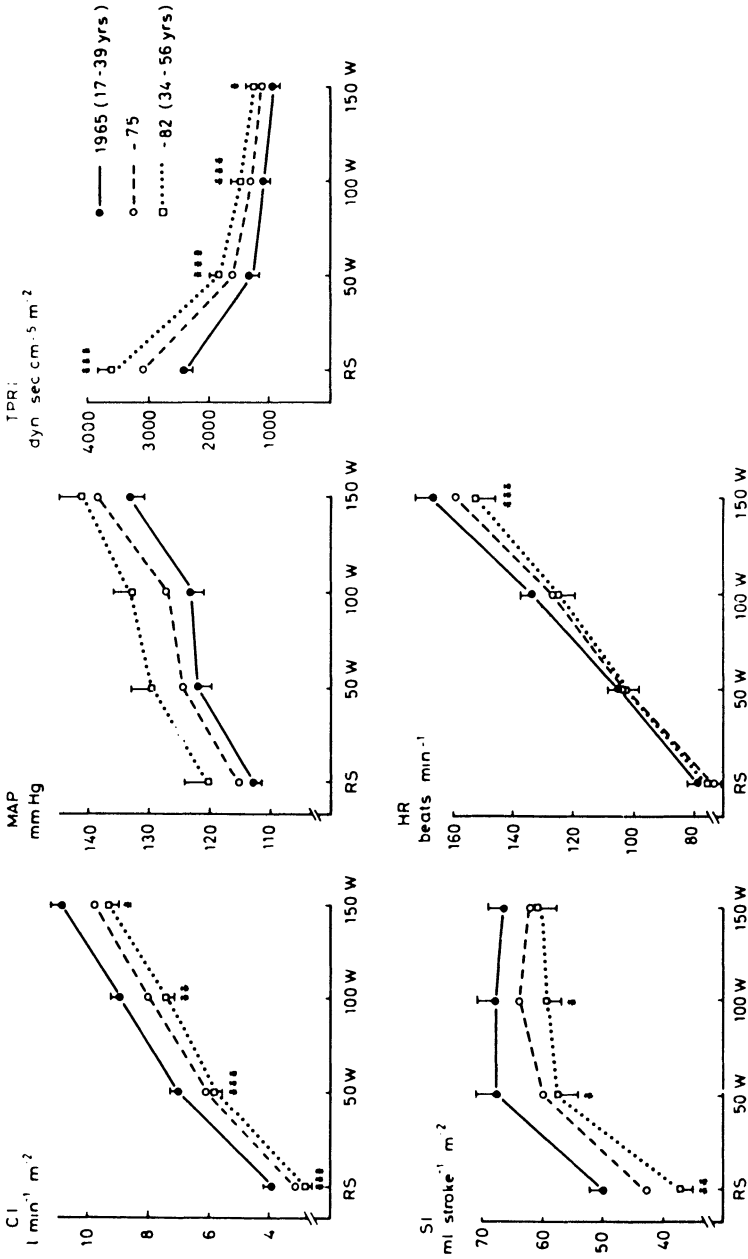 CI
l min⁻¹ m²
10
8
6
4
RS 50 W 100 W 150 W
*** *** ** *
MAP
mm Hg
140
130
120
110
RS 50 W 100 W 150 W
TPRi
dyn sec cm⁻⁵ m⁻²
4000
3000
2000
1000
RS 50 W 100 W 150 W
*** *** *** *
1965 (17-39 yrs)
-75
-82 (34-56 yrs)
SI
ml stroke⁻¹ m²
70
60
50
40
RS 50 W 100 W 150 W
** * *
HR
beats min⁻¹
160
140
120
100
80
RS 50 W 100 W 150 W
***